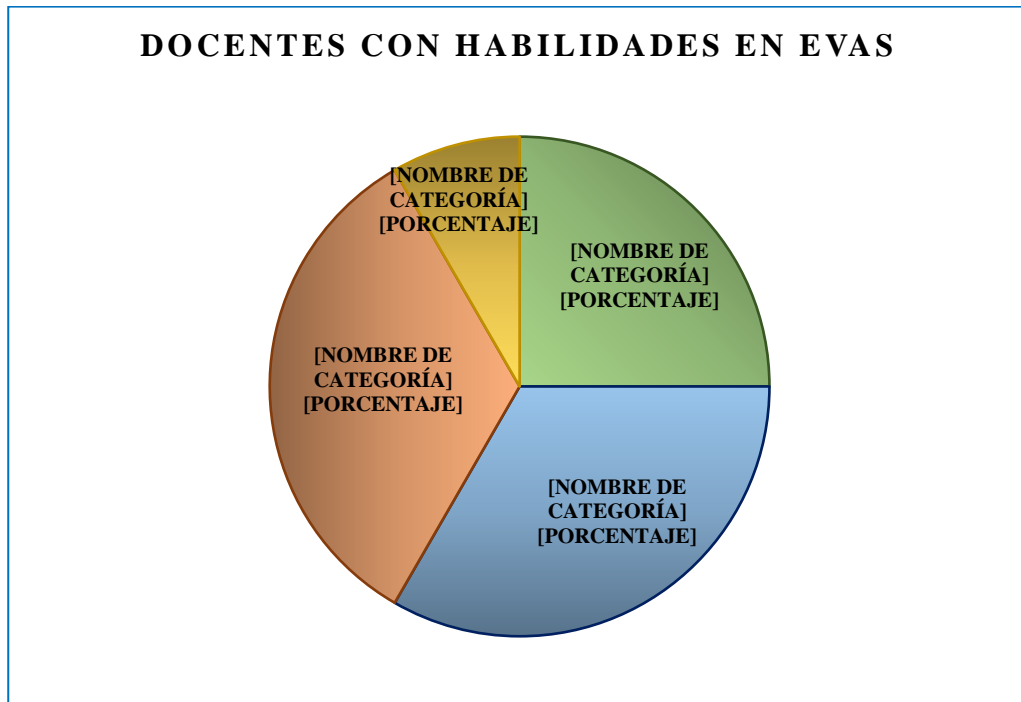 DOCENTES CON HABILIDADES EN EVAS
[NOMBRE DE
CATEGORÍA]
[PORCENTAJE]
[NOMBRE DE
CATEGORÍA]
[PORCENTAJE]
[NOMBRE DE
CATEGORÍA]
[PORCENTAJE]
[NOMBRE DE
CATEGORÍA]
[PORCENTAJE]